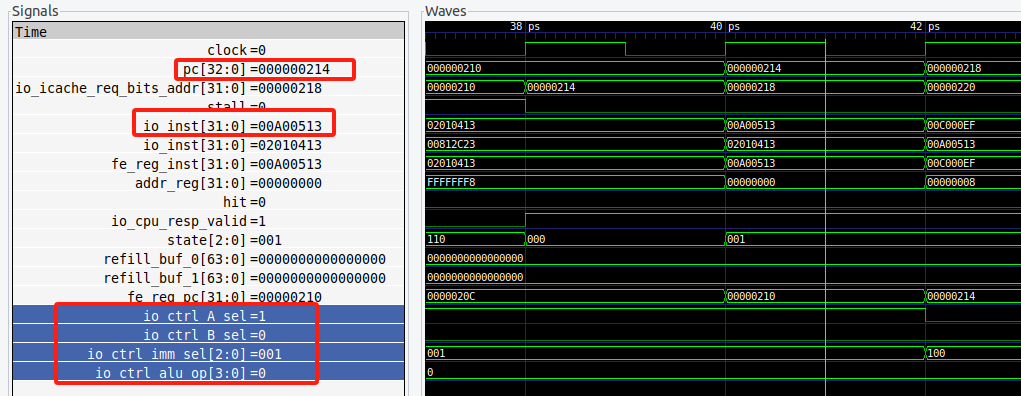 Signals
Waves
Time
38 ps 40 ps 42 ps
clock=0
pc[32:0]=000000214 000000210 000000214 000000218
io_icache_req_bits_addr[31:0]=00000218 00000210 00000214 00000218 00000220
stall=0
io_inst[31:0]=00A00513 02010413 00A00513 00C000EF
io_inst[31:0]=02010413 00812C23 02010413 00A00513
fe_reg_inst[31:0]=00A00513 02010413 00A00513 00C000EF
addr_reg[31:0]=00000000 FFFFFFF8 00000000 00000008
hit=0
io_cpu_resp_valid=1
state[2:0]=001 110 000 001
refill_buf_0[63:0]=0000000000000000 0000000000000000
refill_buf_1[63:0]=0000000000000000 0000000000000000
fe_reg_pc[31:0]=00000210 0000020C 00000210 00000214
io_ctrl_A_sel=1
io_ctrl_B_sel=0
io_ctrl_imm_sel[2:0]=001 001 100
io_ctrl_alu_op[3:0]=0 0